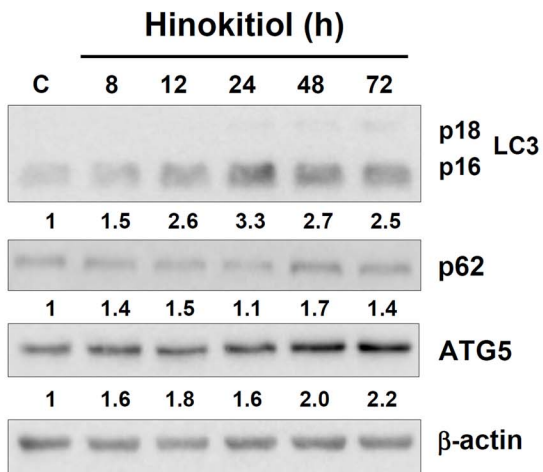 Hinokitiol (h)
C 8 12 24 48 72
p18
LC3
p16
1 1.5 2.6 3.3 2.7 2.5
p62
1 1.4 1.5 1.1 1.7 1.4
ATG5
1 1.6 1.8 1.6 2.0 2.2
β-actin